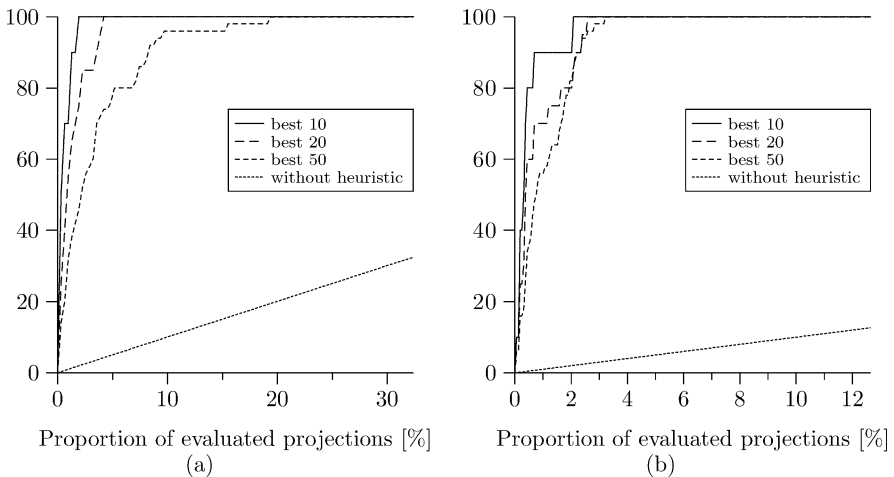 100
80
60
40
20
0
best 10
best 20
best 50
without heuristic
0 10 20 30
Proportion of evaluated projections [%]
(a)
100
80
60
40
20
0
best 10
best 20
best 50
without heuristic
0 2 4 6 8 10 12
Proportion of evaluated projections [%]
(b)